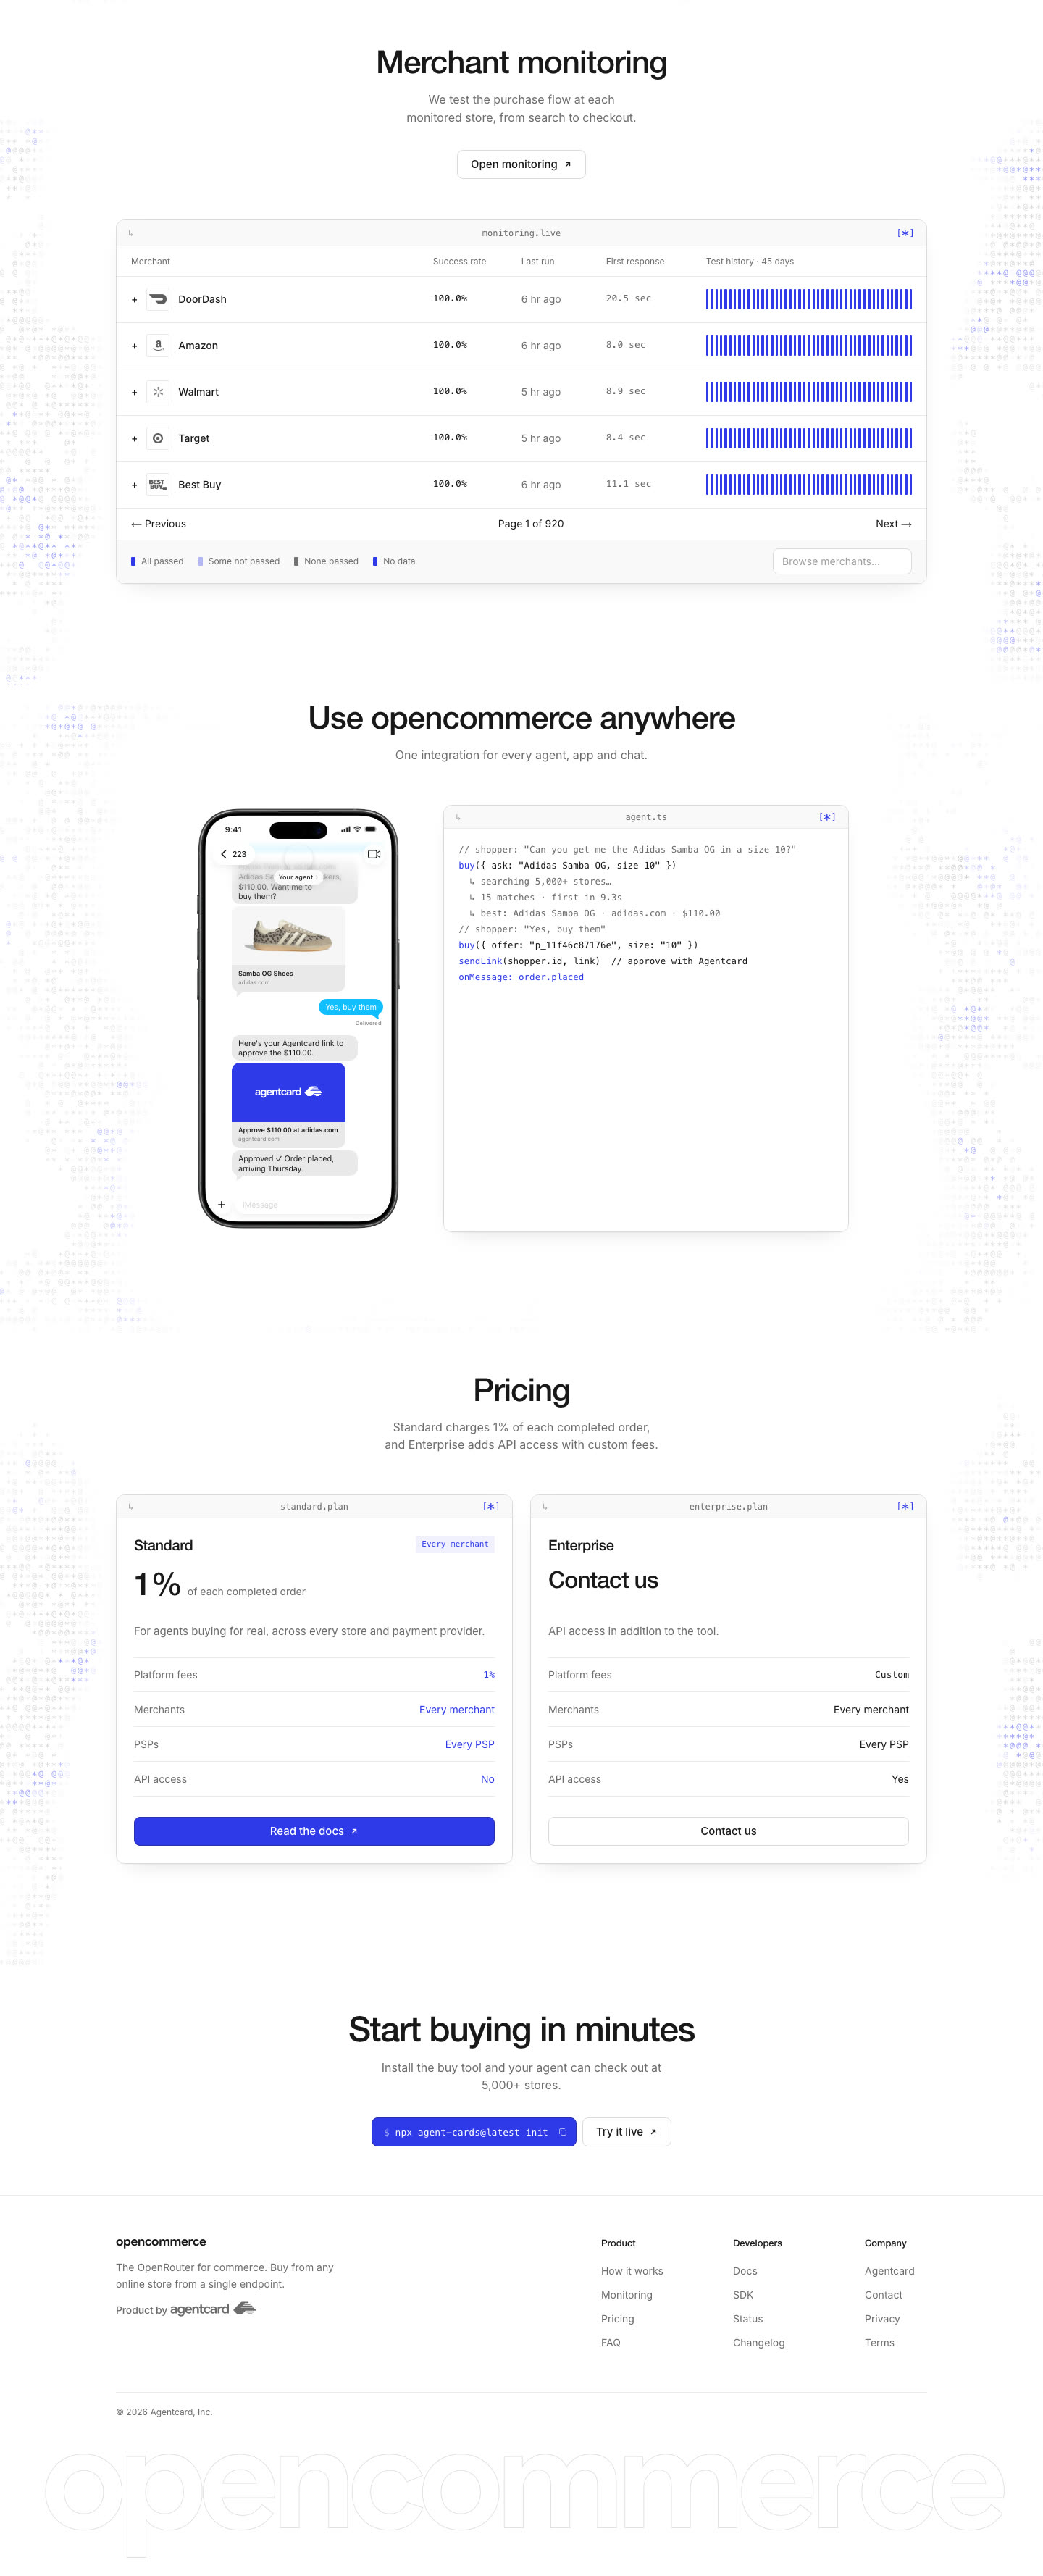 Merchant monitoring
We test the purchase flow at each
monitored store, from search to checkout.
Open monitoring ↗
↳ monitoring.live [*]
Merchant Success rate Last run First response Test history · 45 days
+ DoorDash 100.0% 6 hr ago 20.5 sec
+ a Amazon 100.0% 6 hr ago 8.0 sec
+ Walmart 100.0% 5 hr ago 8.9 sec
+ Target 100.0% 5 hr ago 8.4 sec
+ BEST BUY Best Buy 100.0% 6 hr ago 11.1 sec
← Previous Page 1 of 920 Next →
All passed Some not passed None passed No data Browse merchants...
Use opencommerce anywhere
One integration for every agent, app and chat.
9:41
223
Your agent
$110.00. Want me to
buy them?
Samba OG Shoes
adidas.com
Yes, buy them
Delivered
Here's your Agentcard link to
approve the $110.00.
agentcard
Approve $110.00 at adidas.com
agentcard.com
Approved ✓ Order placed,
arriving Thursday.
+ iMessage
↳ agent.ts [*]
// shopper: "Can you get me the Adidas Samba OG in a size 10?"
buy({ ask: "Adidas Samba OG, size 10" })
↳ searching 5,000+ stores…
↳ 15 matches · first in 9.3s
↳ best: Adidas Samba OG · adidas.com · $110.00
// shopper: "Yes, buy them"
buy({ offer: "p_11f46c87176e", size: "10" })
sendLink(shopper.id, link) // approve with Agentcard
onMessage: order.placed
Pricing
Standard charges 1% of each completed order,
and Enterprise adds API access with custom fees.
↳ standard.plan [*]
Standard Every merchant
1% of each completed order
For agents buying for real, across every store and payment provider.
Platform fees 1%
Merchants Every merchant
PSPs Every PSP
API access No
Read the docs ↗
↳ enterprise.plan [*]
Enterprise
Contact us
API access in addition to the tool.
Platform fees Custom
Merchants Every merchant
PSPs Every PSP
API access Yes
Contact us
Start buying in minutes
Install the buy tool and your agent can check out at
5,000+ stores.
$ npx agent-cards@latest init
Try it live ↗
opencommerce
The OpenRouter for commerce. Buy from any
online store from a single endpoint.
Product by agentcard
Product
How it works
Monitoring
Pricing
FAQ
Developers
Docs
SDK
Status
Changelog
Company
Agentcard
Contact
Privacy
Terms
© 2026 Agentcard, Inc.
opencommerce